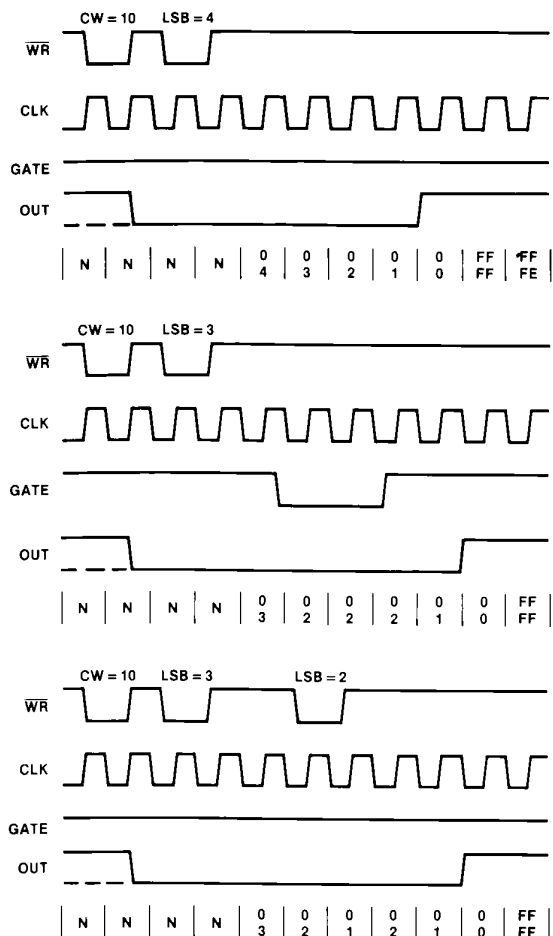 CW = 10 LSB = 4
WR
CLK
GATE
OUT
N N N N 0 0 0 0 0 FF FF
4 3 2 1 0 FF FE
CW = 10 LSB = 3
WR
CLK
GATE
OUT
N N N N 0 0 0 0 0 0 FF
3 2 2 2 1 0 FF
CW = 10 LSB = 3 LSB = 2
WR
CLK
GATE
OUT
N N N N 0 0 0 0 0 0 FF
3 2 1 2 1 0 FF